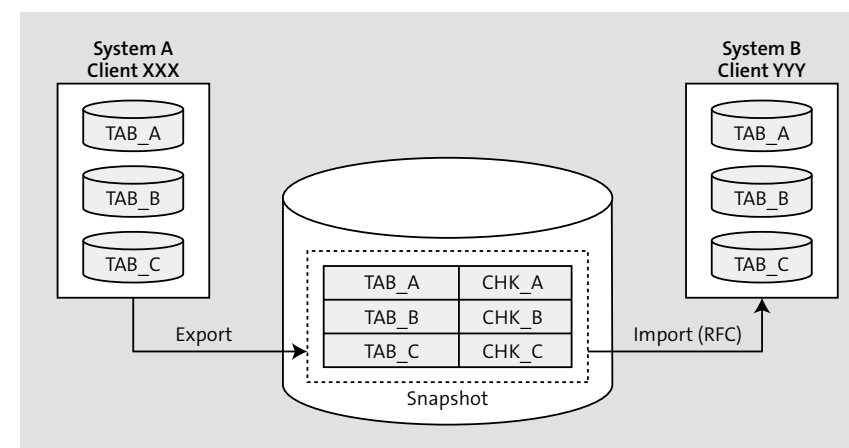 System A
Client XXX
TAB_A
TAB_B
TAB_C
Export
TAB_A CHK_A
TAB_B CHK_B
TAB_C CHK_C
Snapshot
Import (RFC)
System B
Client YYY
TAB_A
TAB_B
TAB_C